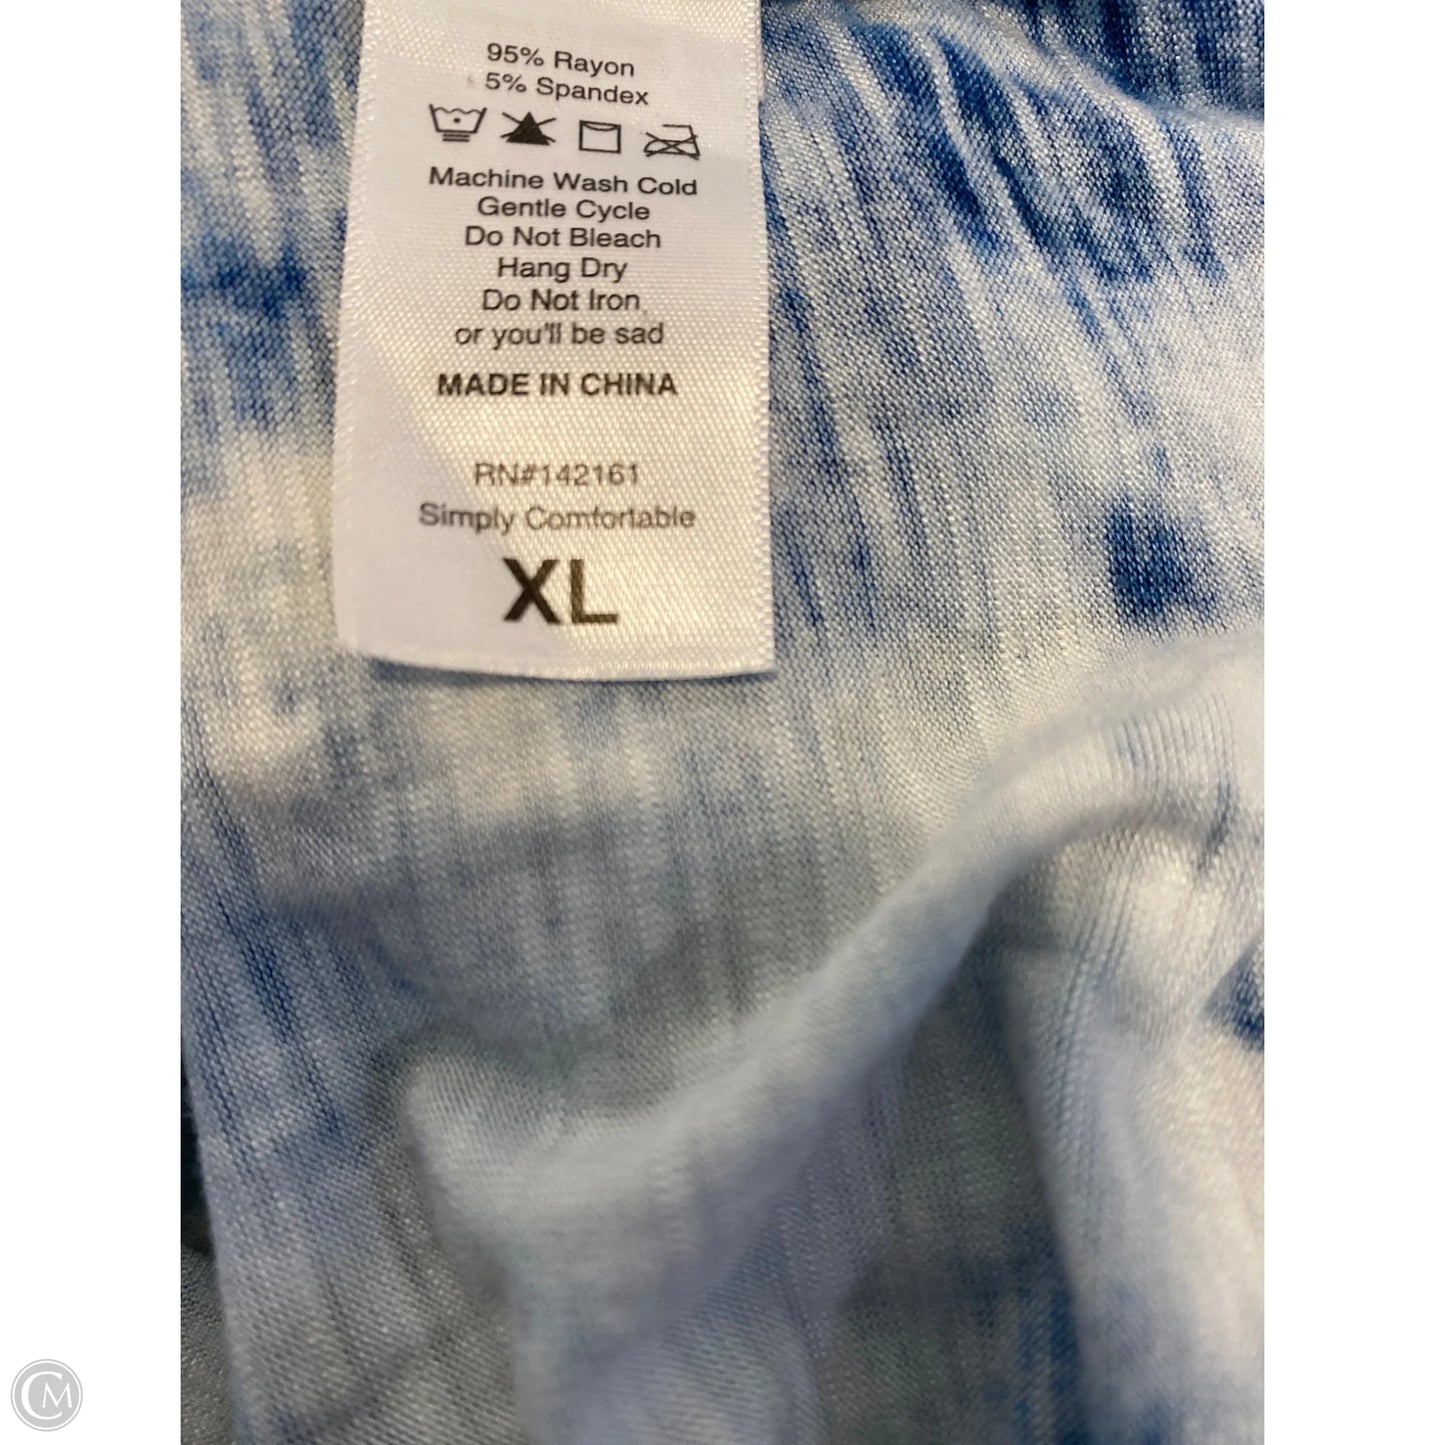 95% Rayon
5% Spandex
Machine Wash Cold
Gentle Cycle
Do Not Bleach
Hang Dry
Do Not Iron
or you'll be sad
MADE IN CHINA
RN#142161
Simply Comfortable
XL
CM